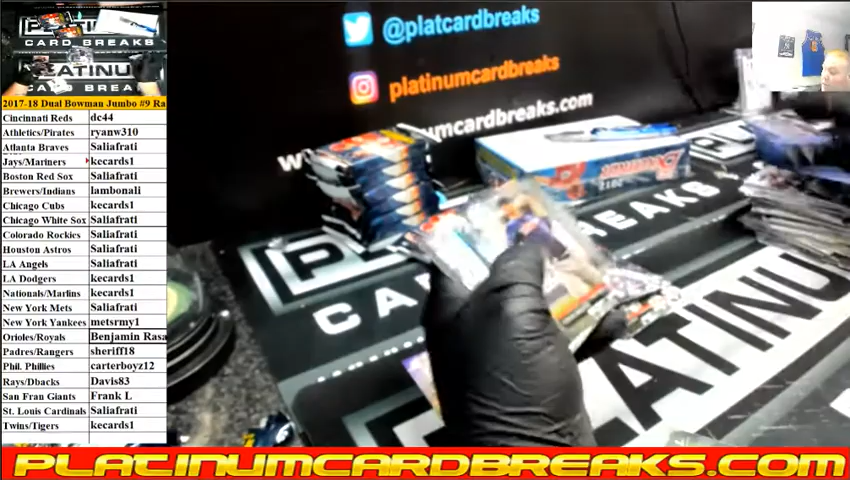 @platcardbreaks
platinumcardbreaks.com
CARD BREAKS
2017-18 Dual Bowman Jumbo #9 Ra
Cincinnati Reds dc44
Athletics/Pirates ryanw310
Atlanta Braves Saliafrati
Jays/Mariners kecards1
Boston Red Sox Saliafrati
Brewers/Indians lambonali
Chicago Cubs kecards1
Chicago White Sox Saliafrati
Colorado Rockies Saliafrati
Houston Astros Saliafrati
LA Angels Saliafrati
LA Dodgers kecards1
Nationals/Marlins kecards1
New York Mets Saliafrati
New York Yankees metsrmy1
Orioles/Royals Benjamin Rasa
Padres/Rangers sheriff18
Phil. Phillies carterboyz12
Rays/Dbacks Davis83
San Fran Giants Frank L
St. Louis Cardinals Saliafrati
Twins/Tigers kecards1
PLATINUMCARDBREAKS.COM